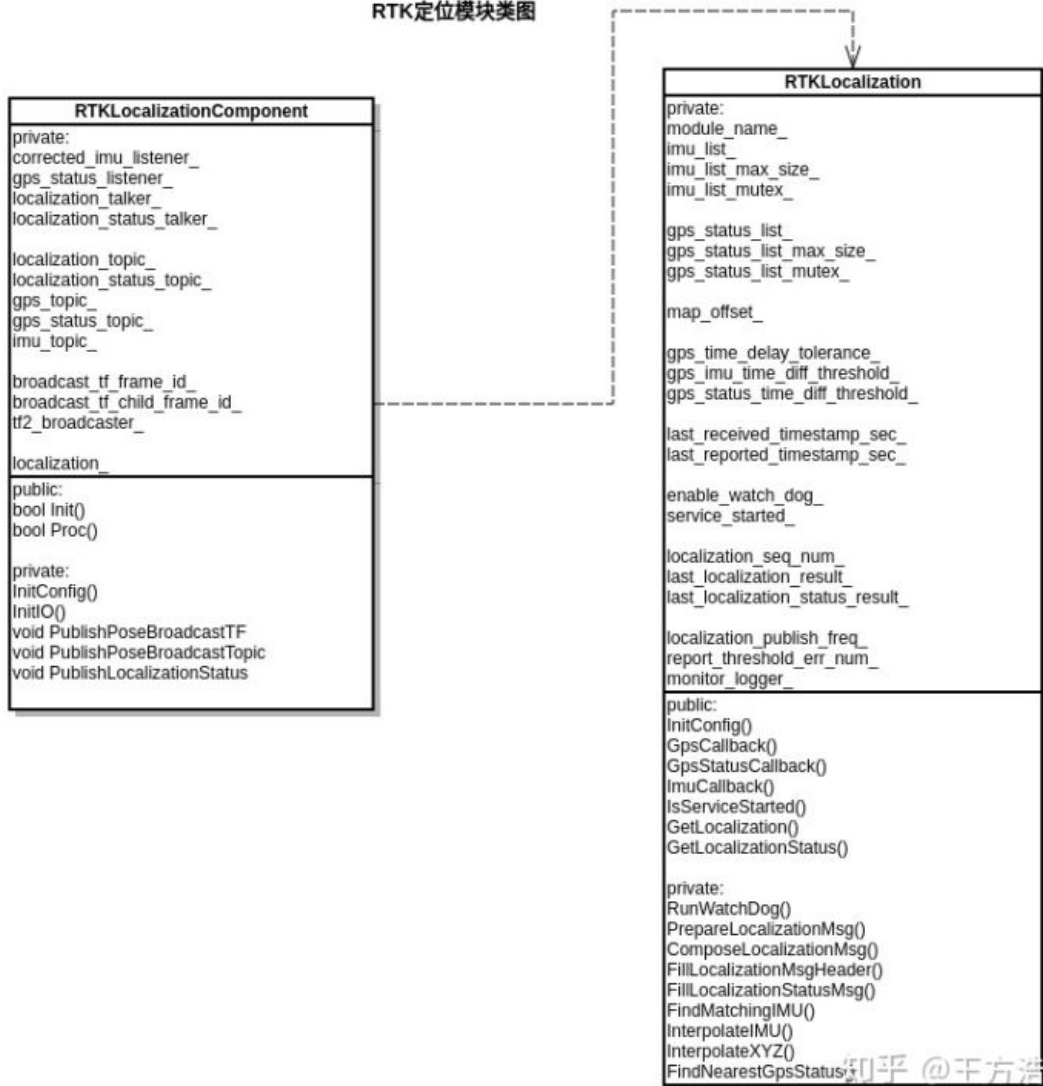 RTK定位模块类图
RTKLocalizationComponent
private:
corrected_imu_listener_
gps_status_listener_
localization_talker_
localization_status_talker_
localization_topic_
localization_status_topic_
gps_topic_
gps_status_topic_
imu_topic_
broadcast_tf_frame_id_
broadcast_tf_child_frame_id_
tf2_broadcaster_
localization_
public:
bool Init()
bool Proc()
private:
InitConfig()
InitIO()
void PublishPoseBroadcastTF
void PublishPoseBroadcastTopic
void PublishLocalizationStatus
RTKLocalization
private:
module_name_
imu_list_
imu_list_max_size_
imu_list_mutex_
gps_status_list_
gps_status_list_max_size_
gps_status_list_mutex_
map_offset_
gps_time_delay_tolerance_
gps_imu_time_diff_threshold_
gps_status_time_diff_threshold_
last_received_timestamp_sec_
last_reported_timestamp_sec_
enable_watch_dog_
service_started_
localization_seq_num_
last_localization_result_
last_localization_status_result_
localization_publish_freq_
report_threshold_err_num_
monitor_logger_
public:
InitConfig()
GpsCallback()
GpsStatusCallback()
ImuCallback()
IsServiceStarted()
GetLocalization()
GetLocalizationStatus()
private:
RunWatchDog()
PrepareLocalizationMsg()
ComposeLocalizationMsg()
FillLocalizationMsgHeader()
FillLocalizationStatusMsg()
FindMatchingIMU()
InterpolateIMU()
InterpolateXYZ()
FindNearestGpsStatus()
知乎 @王方浩